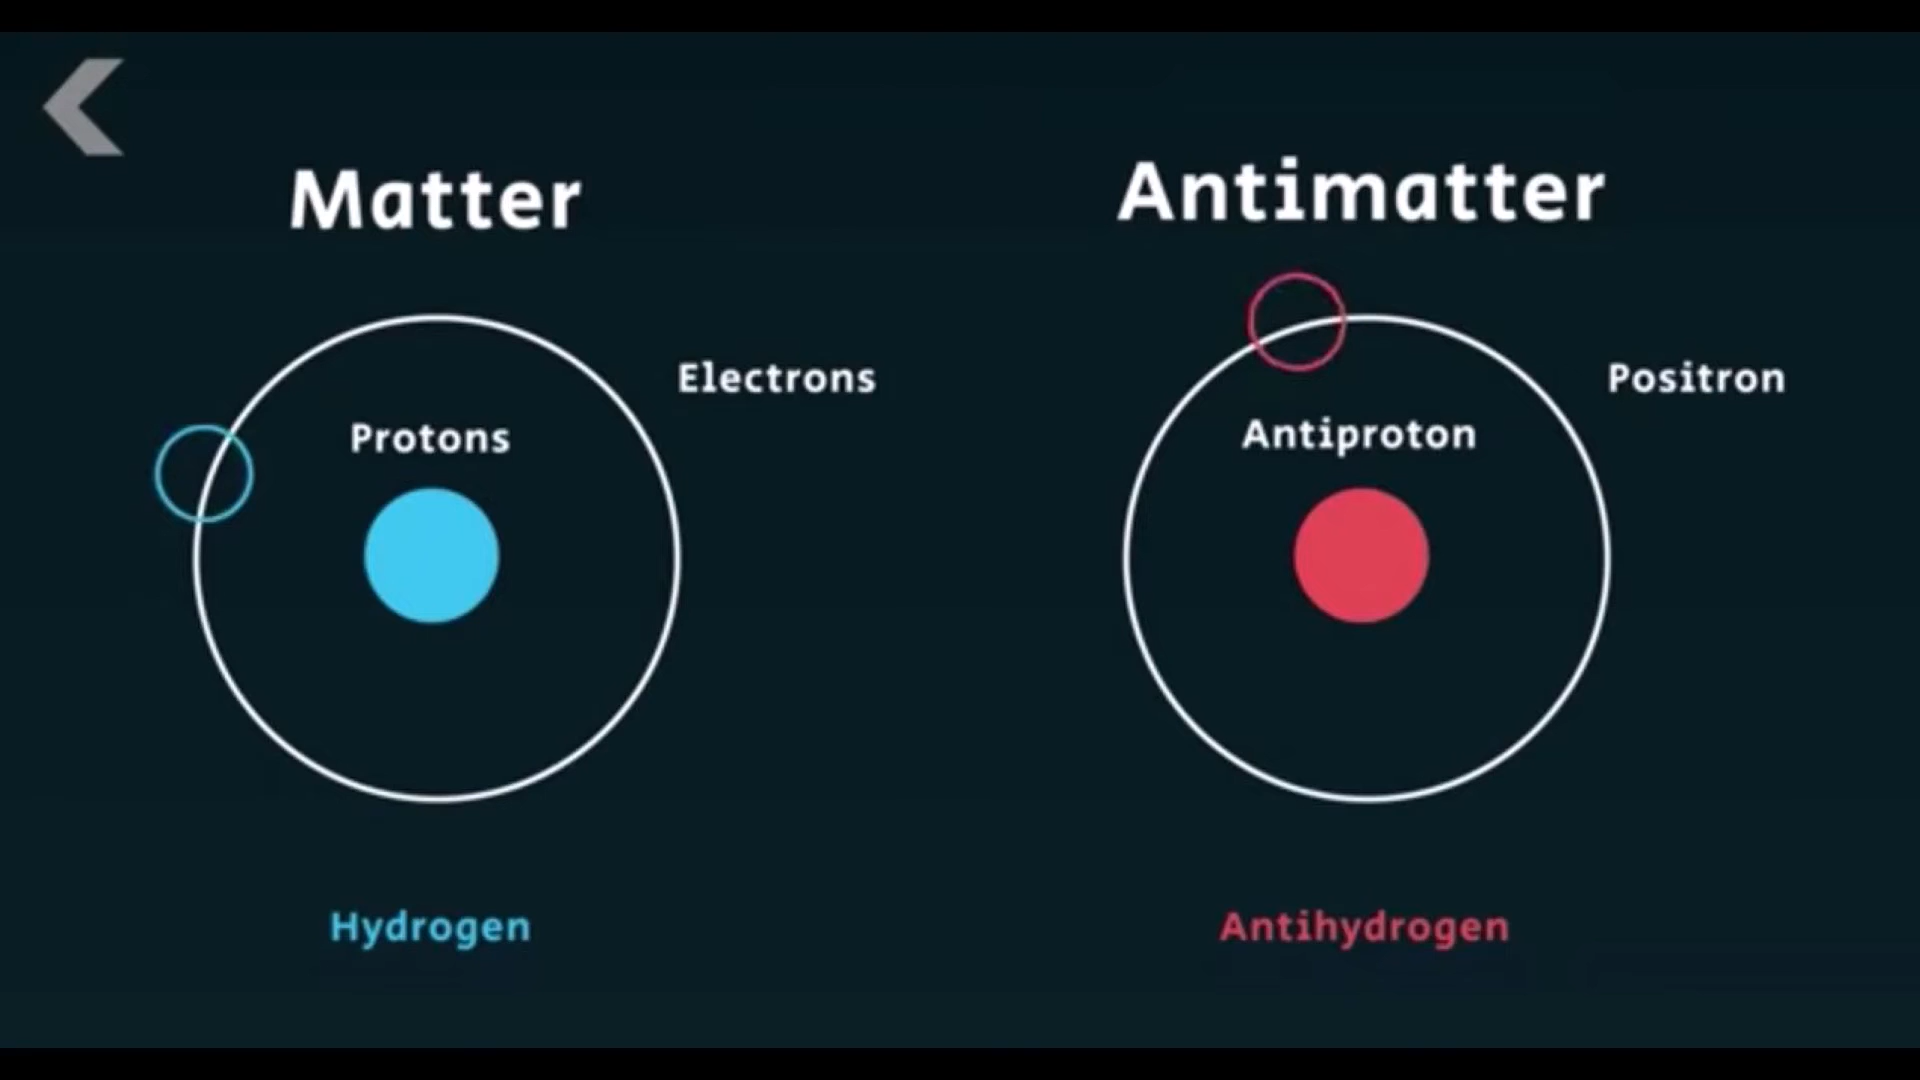 Matter
Antimatter
Electrons
Protons
Positron
Antiproton
Hydrogen
Antihydrogen